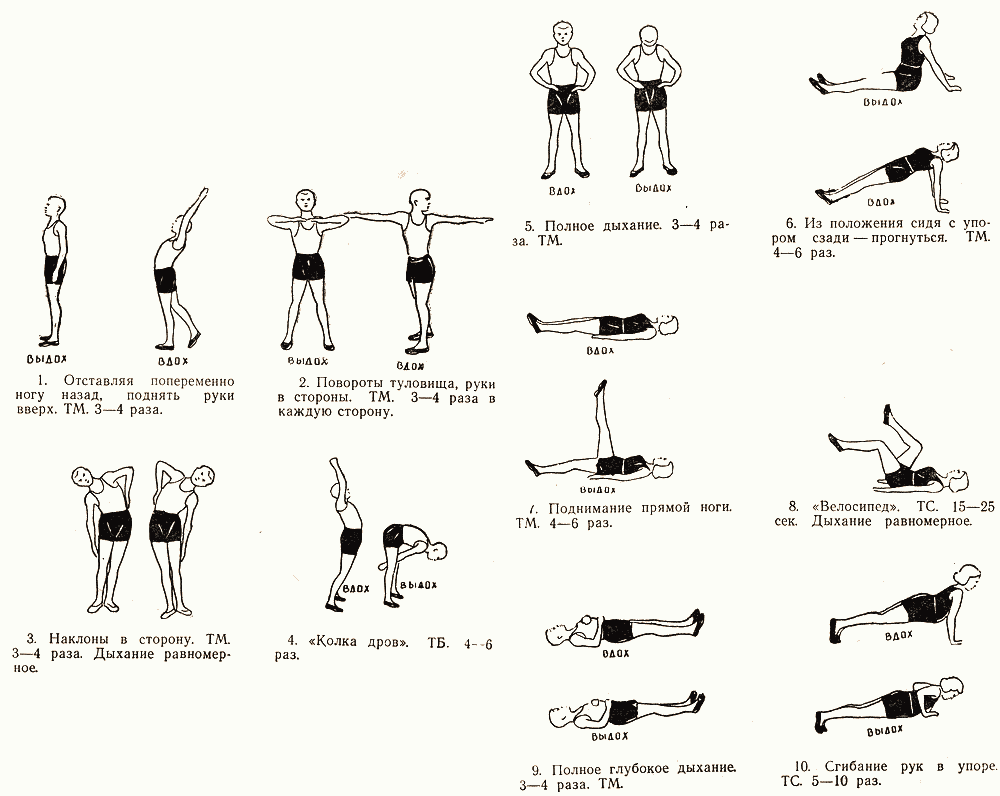 ВЫДОХ
ВДОХ
1. Отставляя попеременно
ногу назад, поднять руки
вверх. ТМ. 3—4 раза.
ВЫДОХ
ВДОХ
2. Повороты туловища, руки
в стороны. ТМ. 3—4 раза в
каждую сторону.
3. Наклоны в сторону. ТМ.
3—4 раза. Дыхание равномер-
ное.
ВДОХ
ВЫДОХ
4. «Колка дров». ТБ. 4--6
раз.
ВДОХ
ВЫДОХ
5. Полное дыхание. 3—4 ра-
за. ТМ.
ВЫДОХ
ВДОХ
6. Из положения сидя с упо-
ром сзади — прогнуться. ТМ.
4—6 раз.
ВДОХ
ВЫДОХ
7. Поднимание прямой ноги.
ТМ. 4—6 раз.
8. «Велосипед». ТС. 15—25
сек. Дыхание равномерное.
ВДОХ
ВЫДОХ
9. Полное глубокое дыхание.
3—4 раза. ТМ.
ВДОХ
ВЫДОХ
10. Сгибание рук в упоре.
ТС. 5—10 раз.